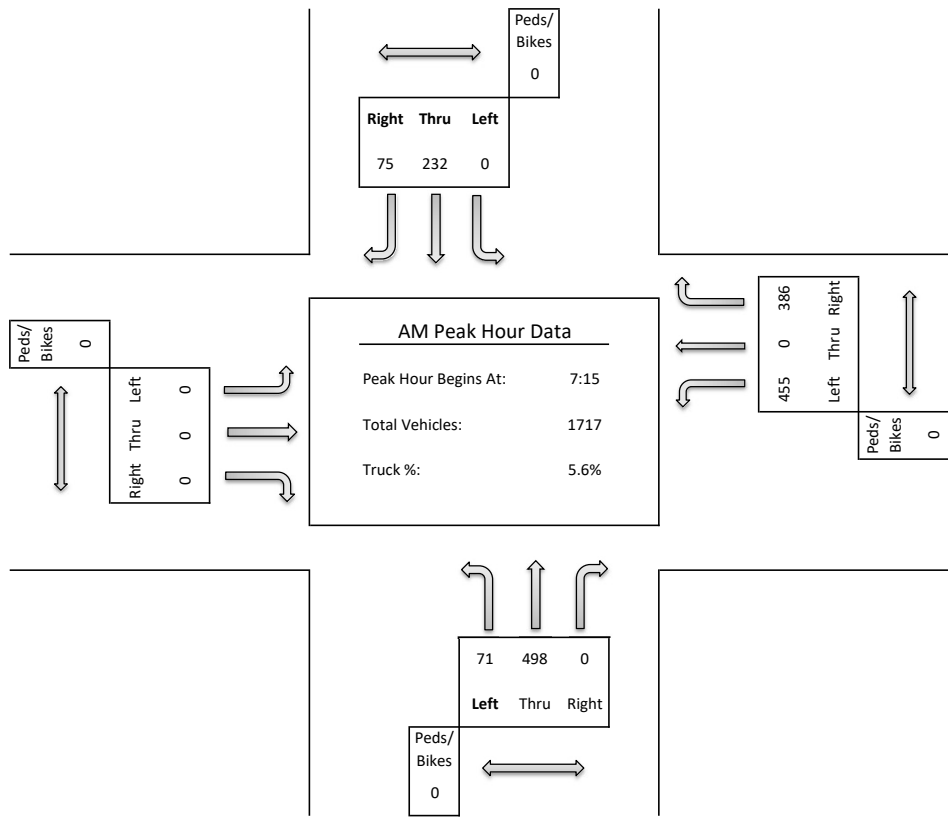 Peds/
Bikes
0
Right Thru Left
75 232 0
AM Peak Hour Data
Peak Hour Begins At: 7:15
Total Vehicles: 1717
Truck %: 5.6%
Peds/
Bikes
0
Left 0
Thru 0
Right 0
386 Right
0 Thru
455 Left
Peds/
Bikes
0
71 498 0
Left Thru Right
Peds/
Bikes
0